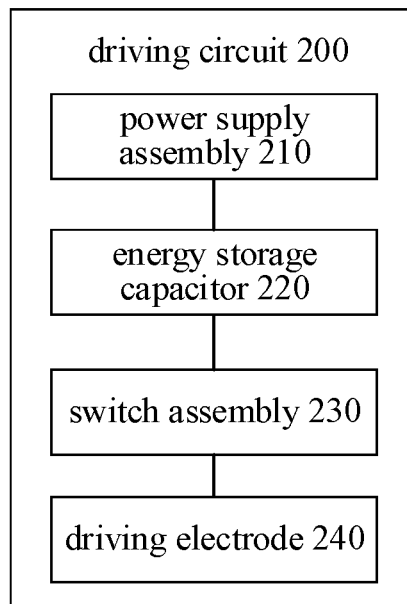 driving circuit 200
power supply
assembly 210
energy storage
capacitor 220
switch assembly 230
driving electrode 240